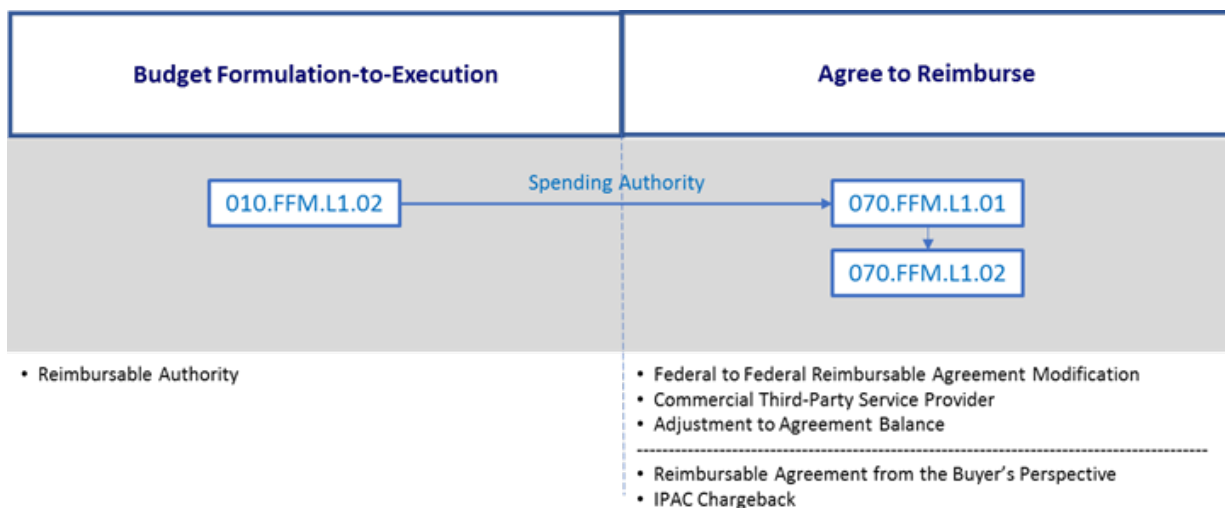 Budget Formulation-to-Execution
Agree to Reimburse
Spending Authority
010.FFM.L1.02
070.FFM.L1.01
070.FFM.L1.02
• Reimbursable Authority
• Federal to Federal Reimbursable Agreement Modification
• Commercial Third-Party Service Provider
• Adjustment to Agreement Balance
• Reimbursable Agreement from the Buyer's Perspective
• IPAC Chargeback